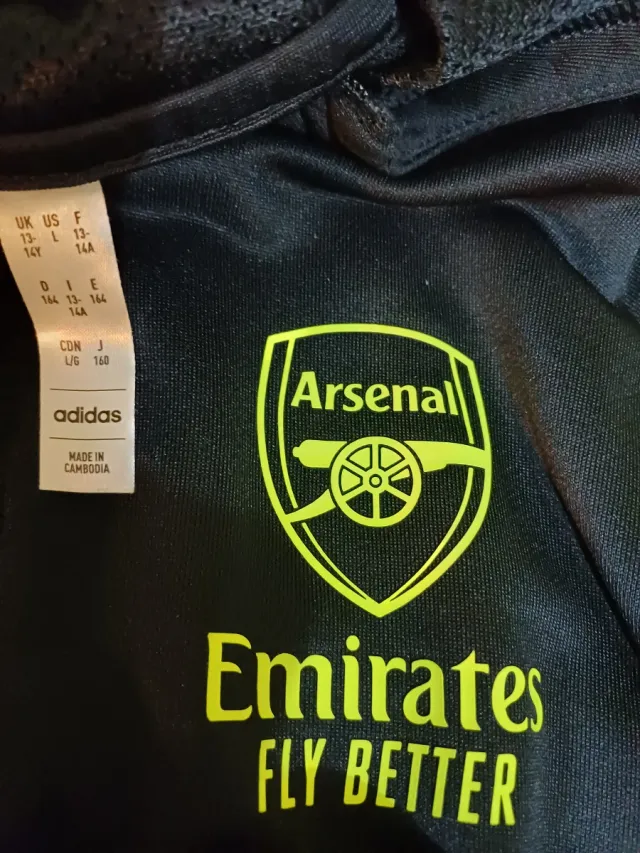 UK US F
13- L 13-
14Y 14A
D I E
164 13- 164
14A
CDN J
L/G 160
adidas
MADE IN
CAMBODIA
Arsenal
Emirates
FLY BETTER